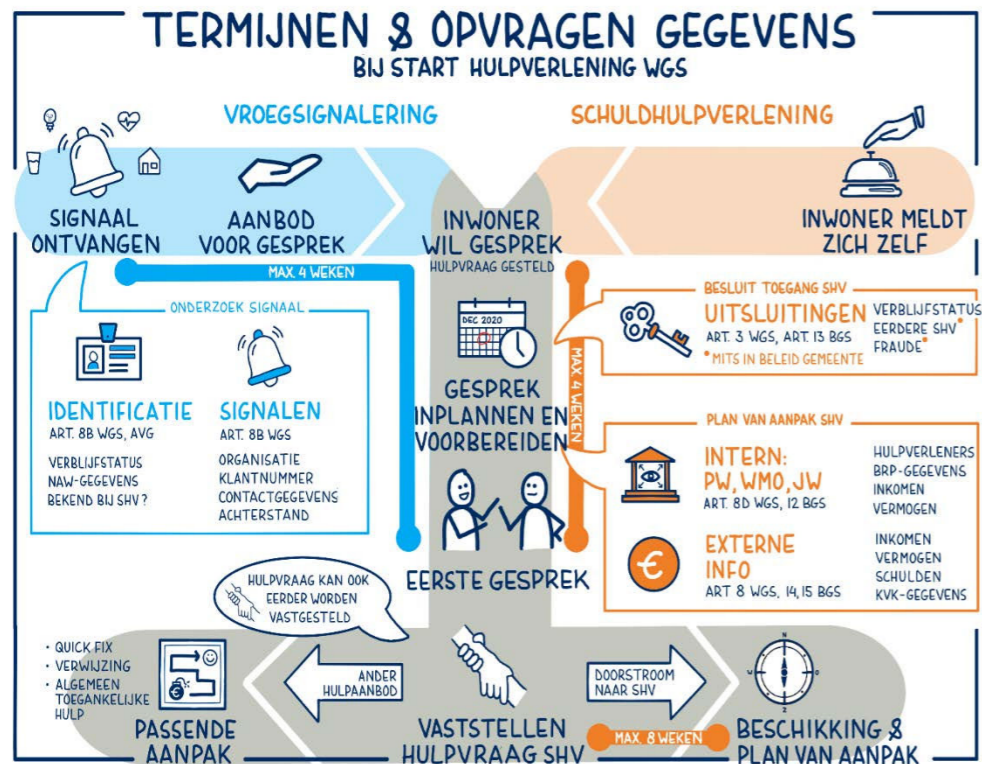 TERMIJNEN & OPVRAGEN GEGEVENS
BIJ START HULPVERLENING WGS
VROEGSIGNALERING
SCHULDHULPVERLENING
SIGNAAL
ONTVANGEN
AANBOD
VOOR GESPREK
INWONER
WIL GESPREK
HULPVRAAG GESTELD
INWONER MELDT
ZICH ZELF
MAX. 4 WEKEN
ONDERZOEK SIGNAAL
IDENTIFICATIE
ART. 8B WGS, AVG
VERBLIJFSTATUS
NAW-GEGEVENS
BEKEND BIJ SHV?
SIGNALEN
ART. 8B WGS
ORGANISATIE
KLANTNUMMER
CONTACTGEGEVENS
ACHTERSTAND
DEC 2020
GESPREK
INPLANNEN EN
VOORBEREIDEN
MAX. 4 WEKEN
EERSTE GESPREK
BESLUIT TOEGANG SHV
UITSLUITINGEN
ART. 3 WGS, ART. 13 BGS
*MITS IN BELEID GEMEENTE
VERBLIJFSTATUS
EERDERE SHV*
FRAUDE*
PLAN VAN AANPAK SHV
INTERN:
PW, WMO, JW
ART. 8D WGS, 12 BGS
HULPVERLENERS
BRP-GEGEVENS
INKOMEN
VERMOGEN
€
EXTERNE
INFO
ART 8 WGS, 14,15 BGS
INKOMEN
VERMOGEN
SCHULDEN
KVK-GEGEVENS
HULPVRAAG KAN OOK
EERDER WORDEN
VASTGESTELD
• QUICK FIX
• VERWIJZING
• ALGEMEEN
TOEGANKELIJKE
HULP
€
PASSENDE
AANPAK
ANDER
HULPAANBOD
VASTSTELLEN
HULPVRAAG SHV
DOORSTROOM
NAAR SHV
MAX. 8 WEKEN
N
O
Z
W
BESCHIKKING &
PLAN VAN AANPAK